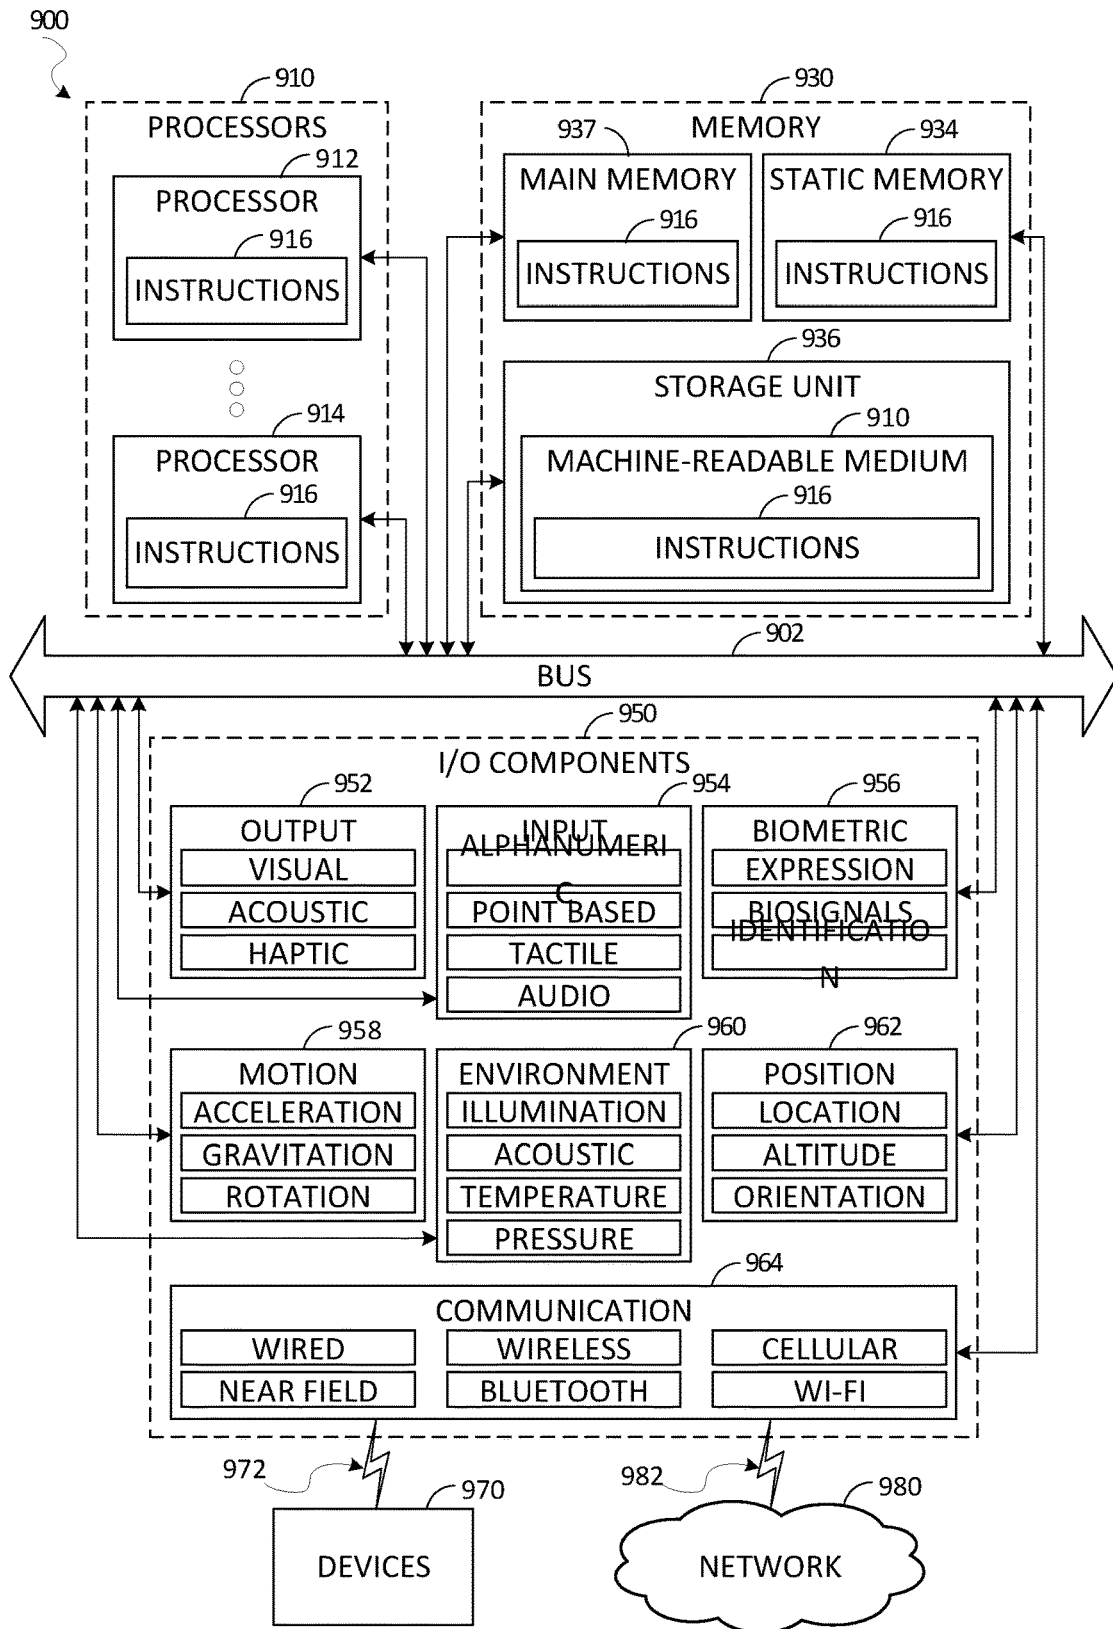 900
910
PROCESSORS
912
PROCESSOR
916
INSTRUCTIONS
914
PROCESSOR
916
INSTRUCTIONS
930
MEMORY
937
MAIN MEMORY
916
INSTRUCTIONS
934
STATIC MEMORY
916
INSTRUCTIONS
936
STORAGE UNIT
910
MACHINE-READABLE MEDIUM
916
INSTRUCTIONS
902
BUS
950
I/O COMPONENTS
952
OUTPUT
VISUAL
ACOUSTIC
HAPTIC
954
INPUT
ALPHANUMERI
C
POINT BASED
TACTILE
AUDIO
956
BIOMETRIC
EXPRESSION
BIOSIGNALS
IDENTIFICATIO
N
958
MOTION
ACCELERATION
GRAVITATION
ROTATION
960
ENVIRONMENT
ILLUMINATION
ACOUSTIC
TEMPERATURE
PRESSURE
962
POSITION
LOCATION
ALTITUDE
ORIENTATION
964
COMMUNICATION
WIRED
WIRELESS
CELLULAR
NEAR FIELD
BLUETOOTH
WI-FI
972
970
DEVICES
982
980
NETWORK